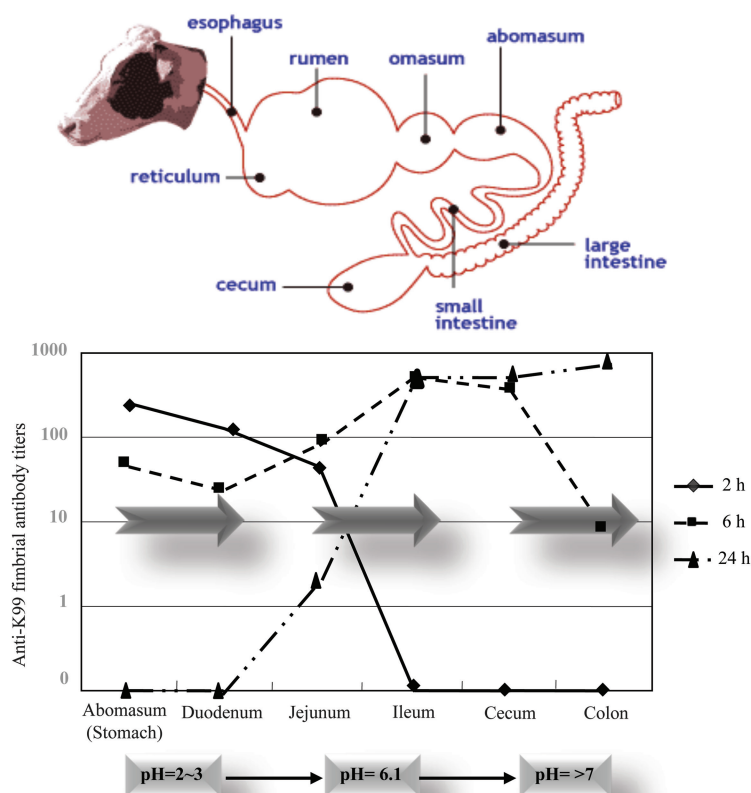 esophagus
rumen
omasum
abomasum
reticulum
large
intestine
cecum
small
intestine
1000
100
10
1
0
Anti-K99 fimbrial antibody titers
2 h
6 h
24 h
Abomasum
(Stomach)
Duodenum
Jejunum
Ileum
Cecum
Colon
pH=2~3
pH= 6.1
pH= >7